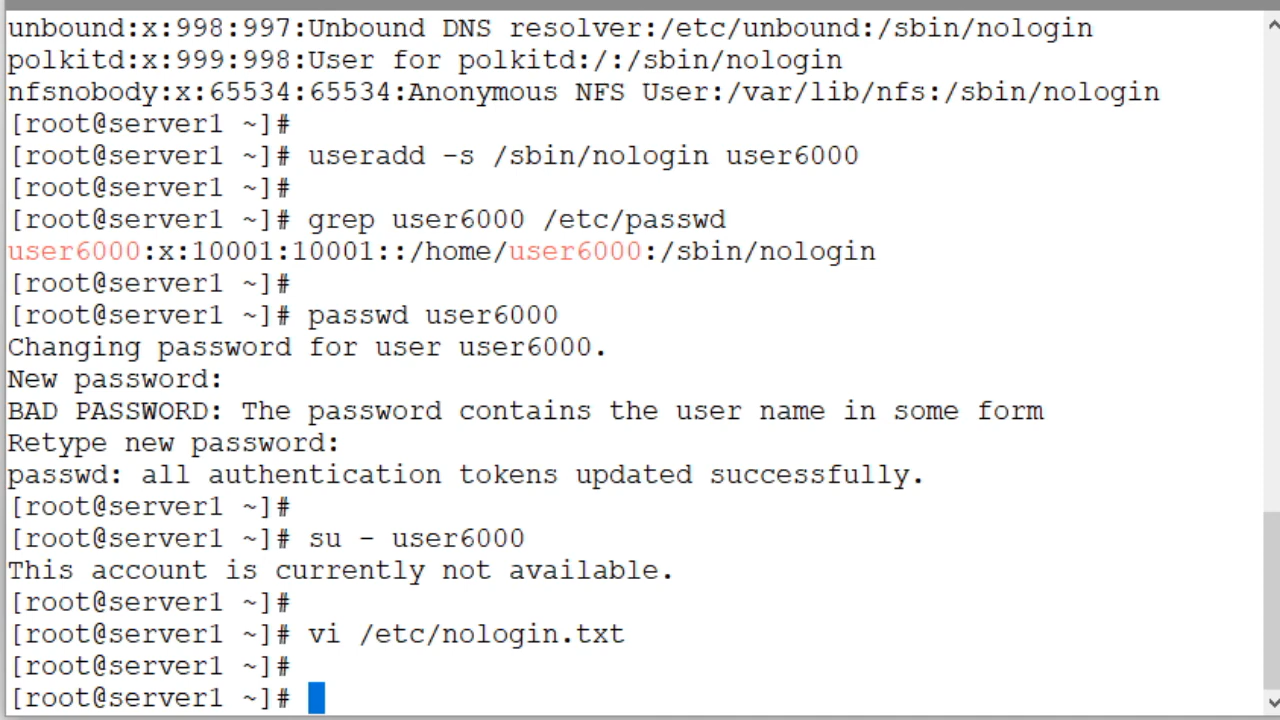 unbound:x:998:997:Unbound DNS resolver:/etc/unbound:/sbin/nologin
polkitd:x:999:998:User for polkitd:/:/sbin/nologin
nfsnobody:x:65534:65534:Anonymous NFS User:/var/lib/nfs:/sbin/nologin
[root@server1 ~]#
[root@server1 ~]# useradd -s /sbin/nologin user6000
[root@server1 ~]#
[root@server1 ~]# grep user6000 /etc/passwd
user6000:x:10001:10001::/home/user6000:/sbin/nologin
[root@server1 ~]#
[root@server1 ~]# passwd user6000
Changing password for user user6000.
New password:
BAD PASSWORD: The password contains the user name in some form
Retype new password:
passwd: all authentication tokens updated successfully.
[root@server1 ~]#
[root@server1 ~]# su - user6000
This account is currently not available.
[root@server1 ~]#
[root@server1 ~]# vi /etc/nologin.txt
[root@server1 ~]#
[root@server1 ~]#